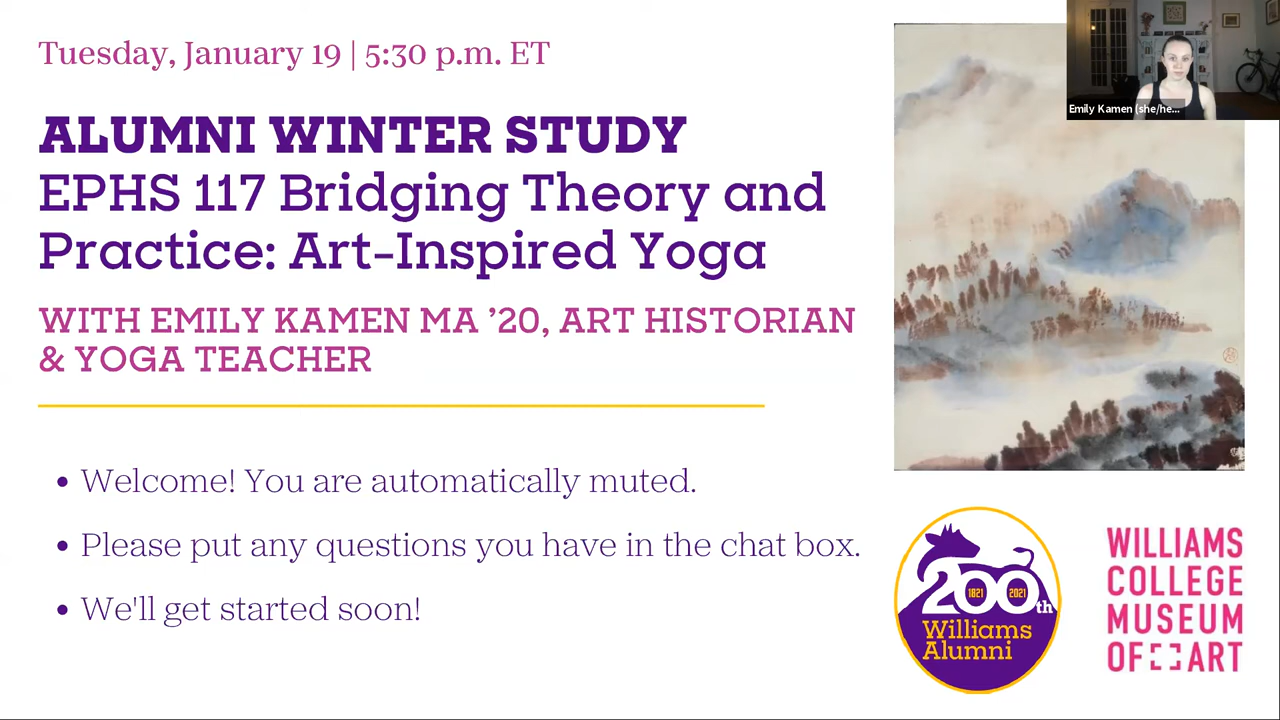 Tuesday, January 19 | 5:30 p.m. ET
ALUMNI WINTER STUDY
EPHS 117 Bridging Theory and
Practice: Art-Inspired Yoga
WITH EMILY KAMEN MA ’20, ART HISTORIAN
& YOGA TEACHER
• Welcome! You are automatically muted.
• Please put any questions you have in the chat box.
• We'll get started soon!
Emily Kamen (she/he...
200th
1821 2021
Williams
Alumni
WILLIAMS
COLLEGE
MUSEUM
OF[ ]ART